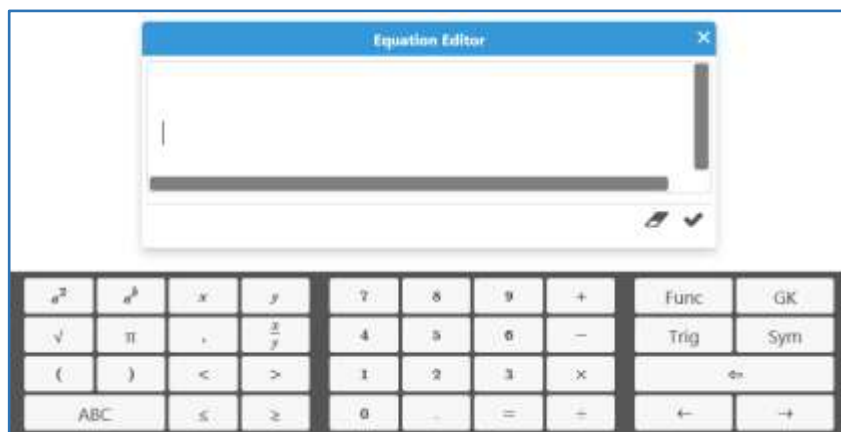 Equation Editor ×
a² aᵇ x y 7 8 9 + Func GK
√ π , x/y 4 5 6 − Trig Sym
( ) < > 1 2 3 × ⇦
ABC ≤ ≥ 0 . = ÷ ← →